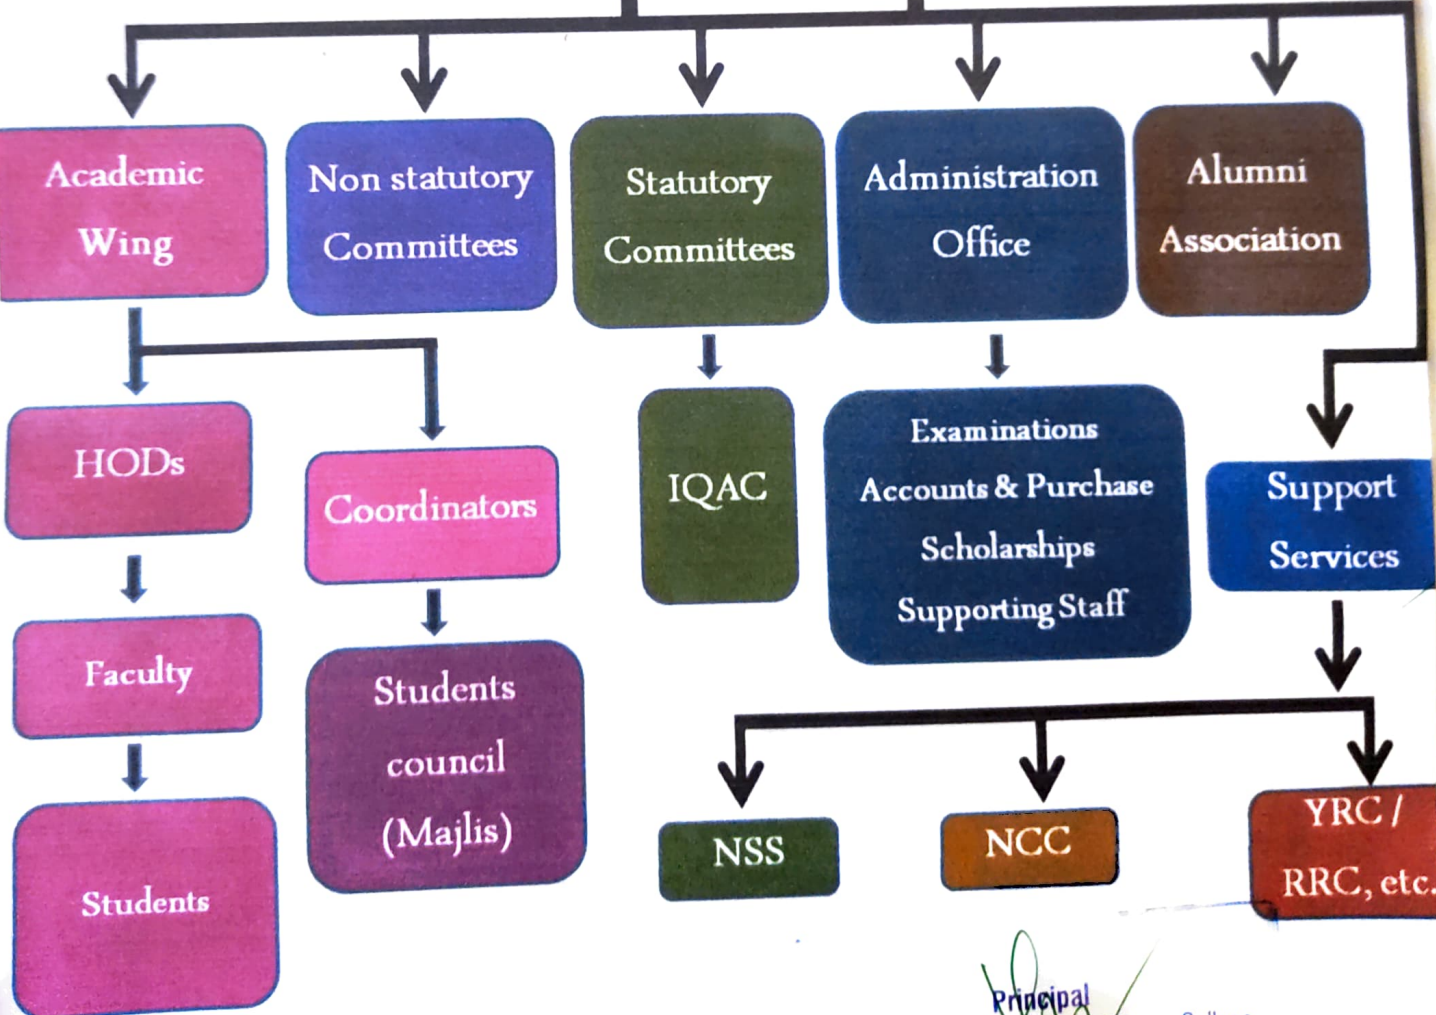 Academic
Wing
Non statutory
Committees
Statutory
Committees
Administration
Office
Alumni
Association
HODs
Coordinators
IQAC
Examinations
Accounts & Purchase
Scholarships
Supporting Staff
Support
Services
Faculty
Students
council
(Majlis)
Students
NSS
NCC
YRC /
RRC, etc.
Principal